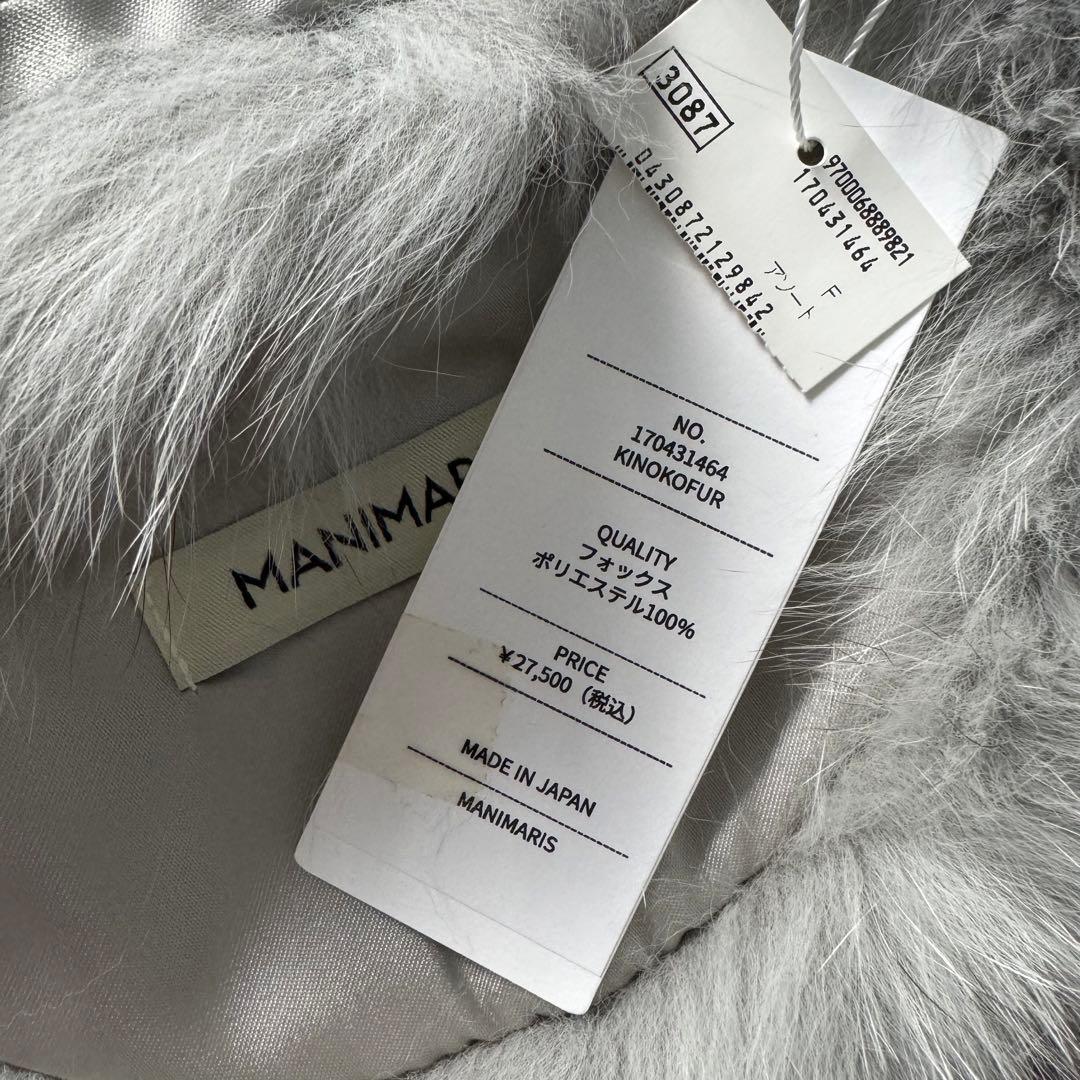 3087
9700068889821
170431464
0430872129842
F
アソート
NO.
170431464
KINOKOFUR
QUALITY
フォックス
ポリエステル100%
PRICE
¥27,500（税込）
MADE IN JAPAN
MANIMARIS
MANIMAR